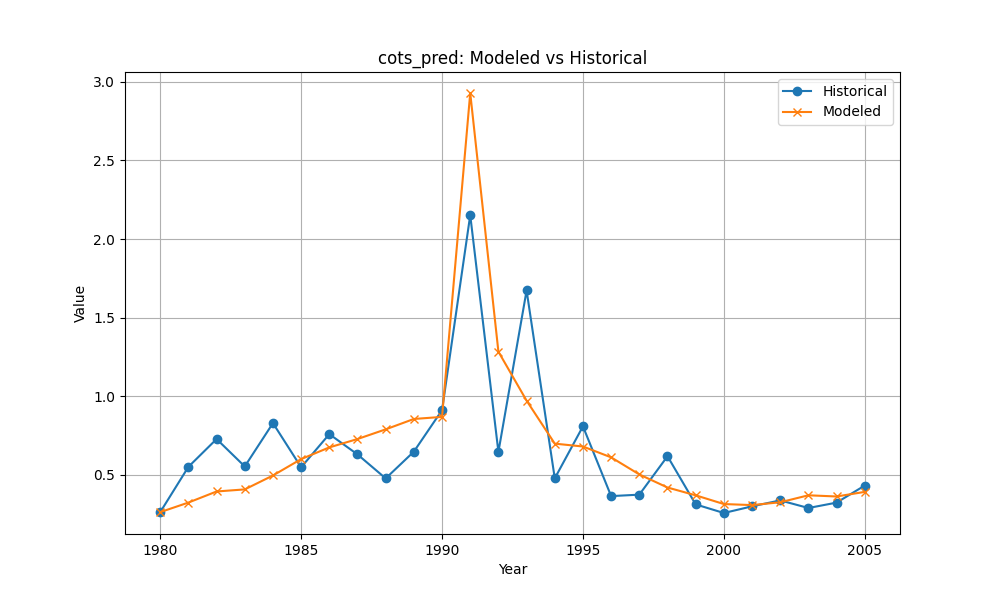 cots_pred: Modeled vs Historical
Historical
Modeled
3.0
2.5
2.0
1.5
1.0
0.5
Value
1980 1985 1990 1995 2000 2005
Year